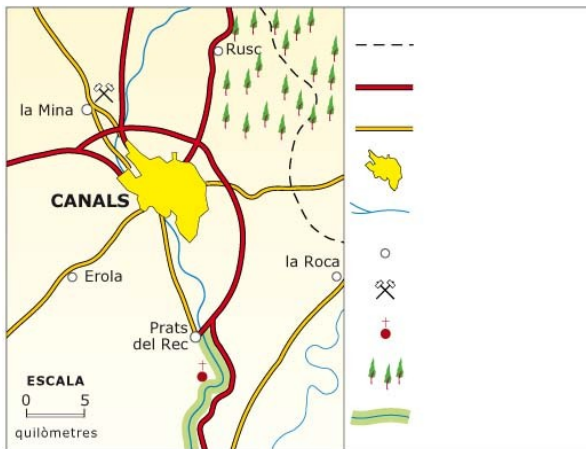 Rusc
la Mina
CANALS
la Roca
Erola
Prats
del Rec
ESCALA
0 5
quilòmetres